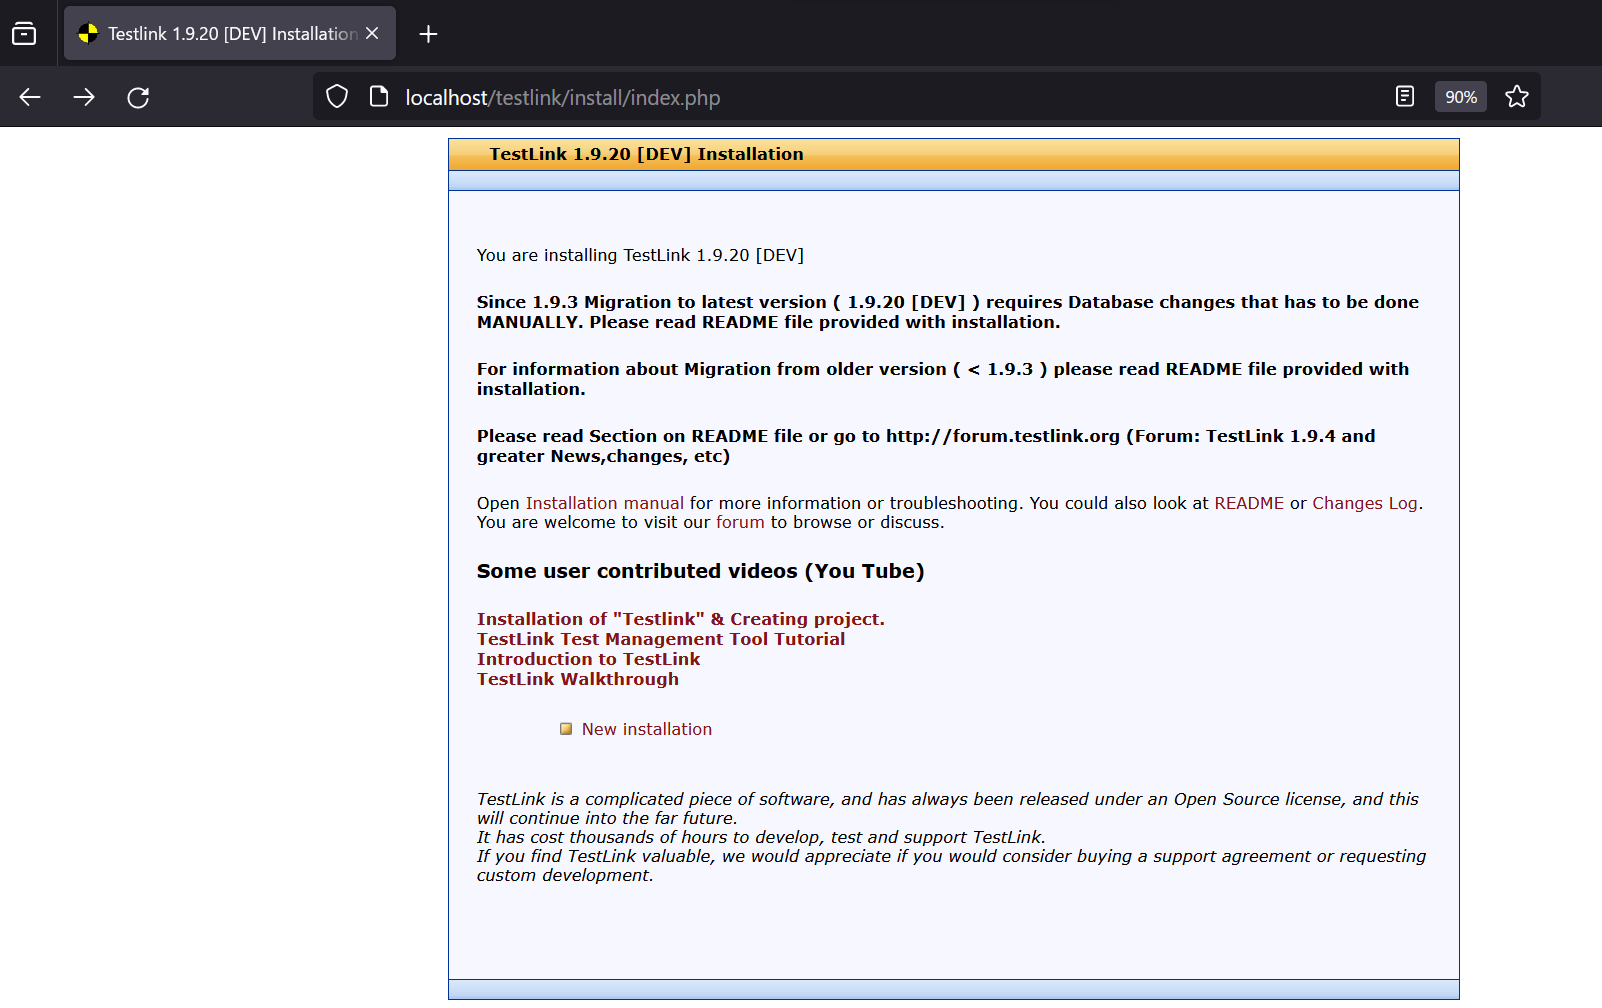 Testlink 1.9.20 [DEV] Installation
localhost/testlink/install/index.php
90%
TestLink 1.9.20 [DEV] Installation
You are installing TestLink 1.9.20 [DEV]
Since 1.9.3 Migration to latest version ( 1.9.20 [DEV] ) requires Database changes that has to be done
MANUALLY. Please read README file provided with installation.
For information about Migration from older version ( < 1.9.3 ) please read README file provided with
installation.
Please read Section on README file or go to http://forum.testlink.org (Forum: TestLink 1.9.4 and
greater News,changes, etc)
Open Installation manual for more information or troubleshooting. You could also look at README or Changes Log.
You are welcome to visit our forum to browse or discuss.
Some user contributed videos (You Tube)
Installation of "Testlink" & Creating project.
TestLink Test Management Tool Tutorial
Introduction to TestLink
TestLink Walkthrough
New installation
TestLink is a complicated piece of software, and has always been released under an Open Source license, and this
will continue into the far future.
It has cost thousands of hours to develop, test and support TestLink.
If you find TestLink valuable, we would appreciate if you would consider buying a support agreement or requesting
custom development.